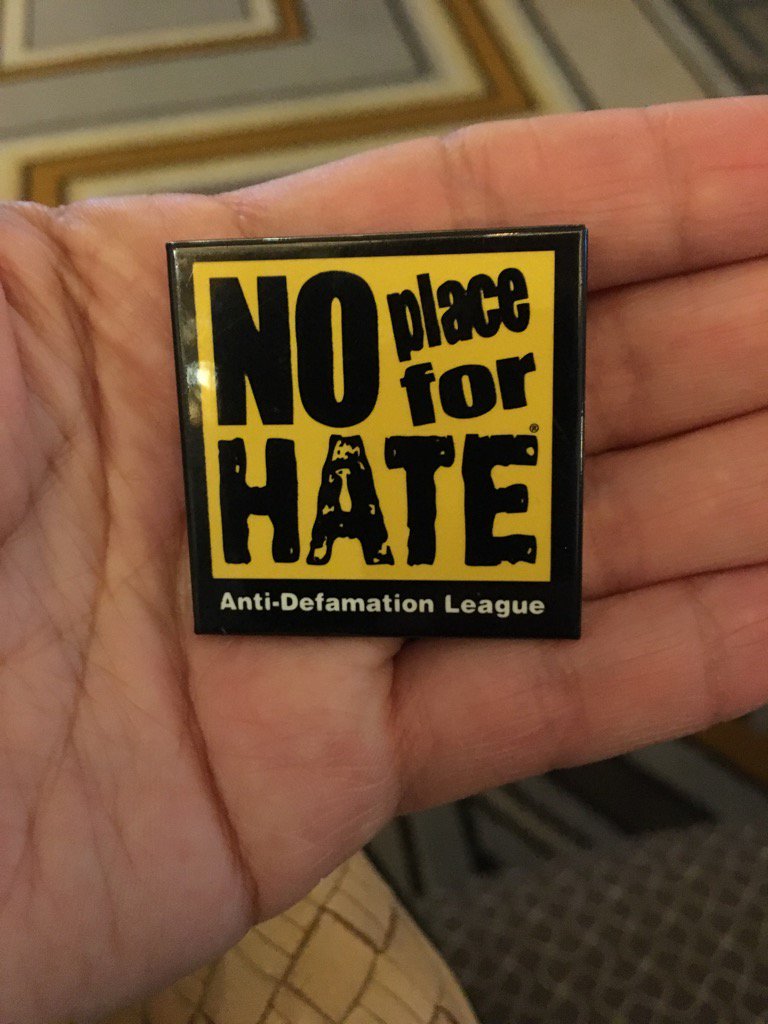 NO place
for
HATE®
Anti-Defamation League